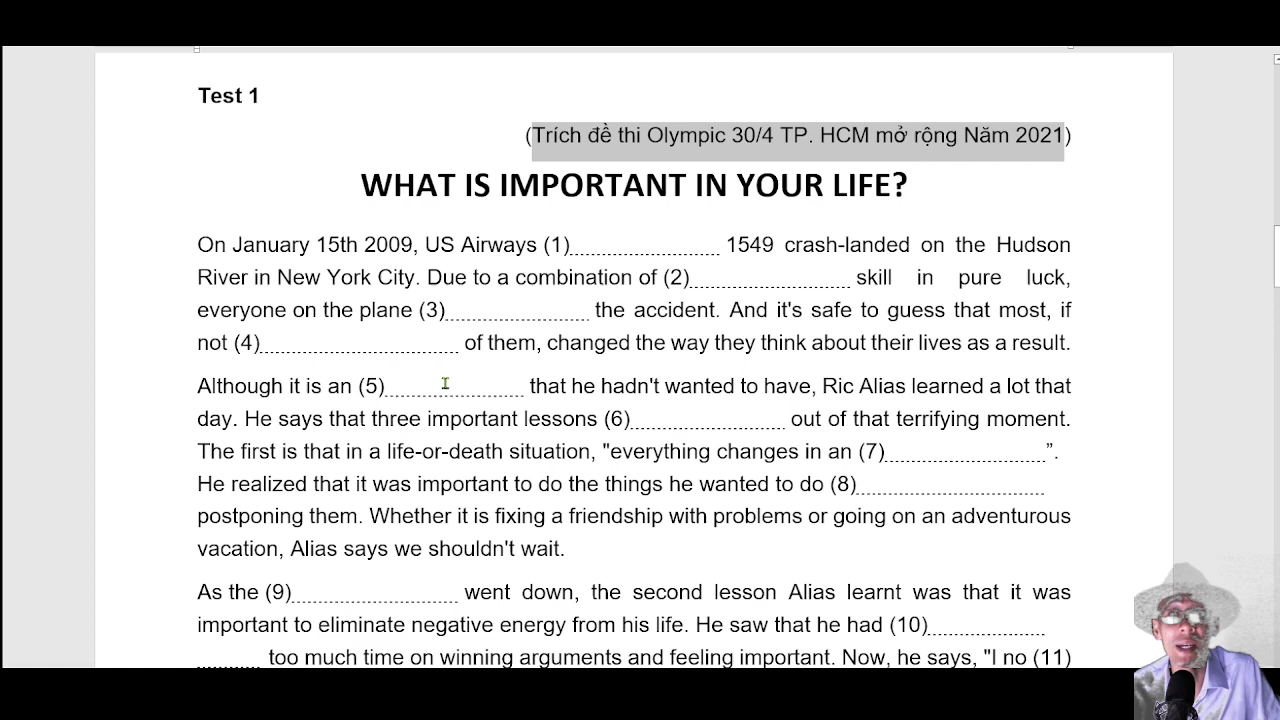 Test 1
(Trích đề thi Olympic 30/4 TP. HCM mở rộng Năm 2021)
WHAT IS IMPORTANT IN YOUR LIFE?
On January 15th 2009, US Airways (1)........................... 1549 crash-landed on the Hudson
River in New York City. Due to a combination of (2)........................... skill in pure luck,
everyone on the plane (3)........................... the accident. And it's safe to guess that most, if
not (4)........................... of them, changed the way they think about their lives as a result.
Although it is an (5)........................... that he hadn't wanted to have, Ric Alias learned a lot that
day. He says that three important lessons (6)........................... out of that terrifying moment.
The first is that in a life-or-death situation, "everything changes in an (7)...........................”.
He realized that it was important to do the things he wanted to do (8)...........................
postponing them. Whether it is fixing a friendship with problems or going on an adventurous
vacation, Alias says we shouldn't wait.
As the (9)........................... went down, the second lesson Alias learnt was that it was
important to eliminate negative energy from his life. He saw that he had (10)....................
.......... too much time on winning arguments and feeling important. Now, he says, "I no (11)